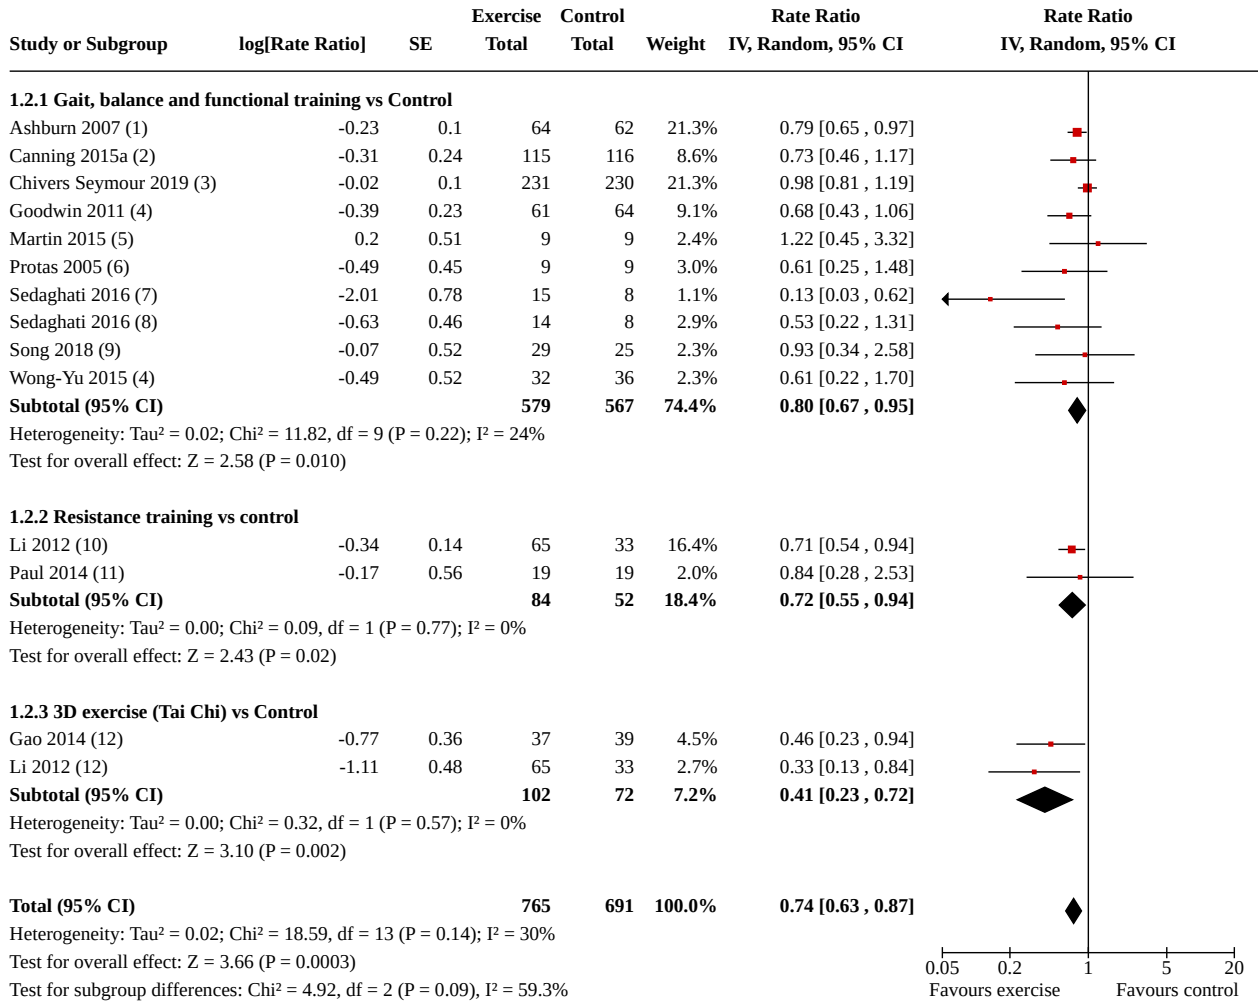 Exercise Control Rate Ratio Rate Ratio
Study or Subgroup log[Rate Ratio] SE Total Total Weight IV, Random, 95% CI IV, Random, 95% CI
1.2.1 Gait, balance and functional training vs Control
Ashburn 2007 (1) -0.23 0.1 64 62 21.3% 0.79 [0.65 , 0.97]
Canning 2015a (2) -0.31 0.24 115 116 8.6% 0.73 [0.46 , 1.17]
Chivers Seymour 2019 (3) -0.02 0.1 231 230 21.3% 0.98 [0.81 , 1.19]
Goodwin 2011 (4) -0.39 0.23 61 64 9.1% 0.68 [0.43 , 1.06]
Martin 2015 (5) 0.2 0.51 9 9 2.4% 1.22 [0.45 , 3.32]
Protas 2005 (6) -0.49 0.45 9 9 3.0% 0.61 [0.25 , 1.48]
Sedaghati 2016 (7) -2.01 0.78 15 8 1.1% 0.13 [0.03 , 0.62]
Sedaghati 2016 (8) -0.63 0.46 14 8 2.9% 0.53 [0.22 , 1.31]
Song 2018 (9) -0.07 0.52 29 25 2.3% 0.93 [0.34 , 2.58]
Wong-Yu 2015 (4) -0.49 0.52 32 36 2.3% 0.61 [0.22 , 1.70]
Subtotal (95% CI) 579 567 74.4% 0.80 [0.67 , 0.95]
Heterogeneity: Tau² = 0.02; Chi² = 11.82, df = 9 (P = 0.22); I² = 24%
Test for overall effect: Z = 2.58 (P = 0.010)
1.2.2 Resistance training vs control
Li 2012 (10) -0.34 0.14 65 33 16.4% 0.71 [0.54 , 0.94]
Paul 2014 (11) -0.17 0.56 19 19 2.0% 0.84 [0.28 , 2.53]
Subtotal (95% CI) 84 52 18.4% 0.72 [0.55 , 0.94]
Heterogeneity: Tau² = 0.00; Chi² = 0.09, df = 1 (P = 0.77); I² = 0%
Test for overall effect: Z = 2.43 (P = 0.02)
1.2.3 3D exercise (Tai Chi) vs Control
Gao 2014 (12) -0.77 0.36 37 39 4.5% 0.46 [0.23 , 0.94]
Li 2012 (12) -1.11 0.48 65 33 2.7% 0.33 [0.13 , 0.84]
Subtotal (95% CI) 102 72 7.2% 0.41 [0.23 , 0.72]
Heterogeneity: Tau² = 0.00; Chi² = 0.32, df = 1 (P = 0.57); I² = 0%
Test for overall effect: Z = 3.10 (P = 0.002)
Total (95% CI) 765 691 100.0% 0.74 [0.63 , 0.87]
Heterogeneity: Tau² = 0.02; Chi² = 18.59, df = 13 (P = 0.14); I² = 30%
Test for overall effect: Z = 3.66 (P = 0.0003)
Test for subgroup differences: Chi² = 4.92, df = 2 (P = 0.09), I² = 59.3%
0.05 0.2 1 5 20
Favours exercise Favours control